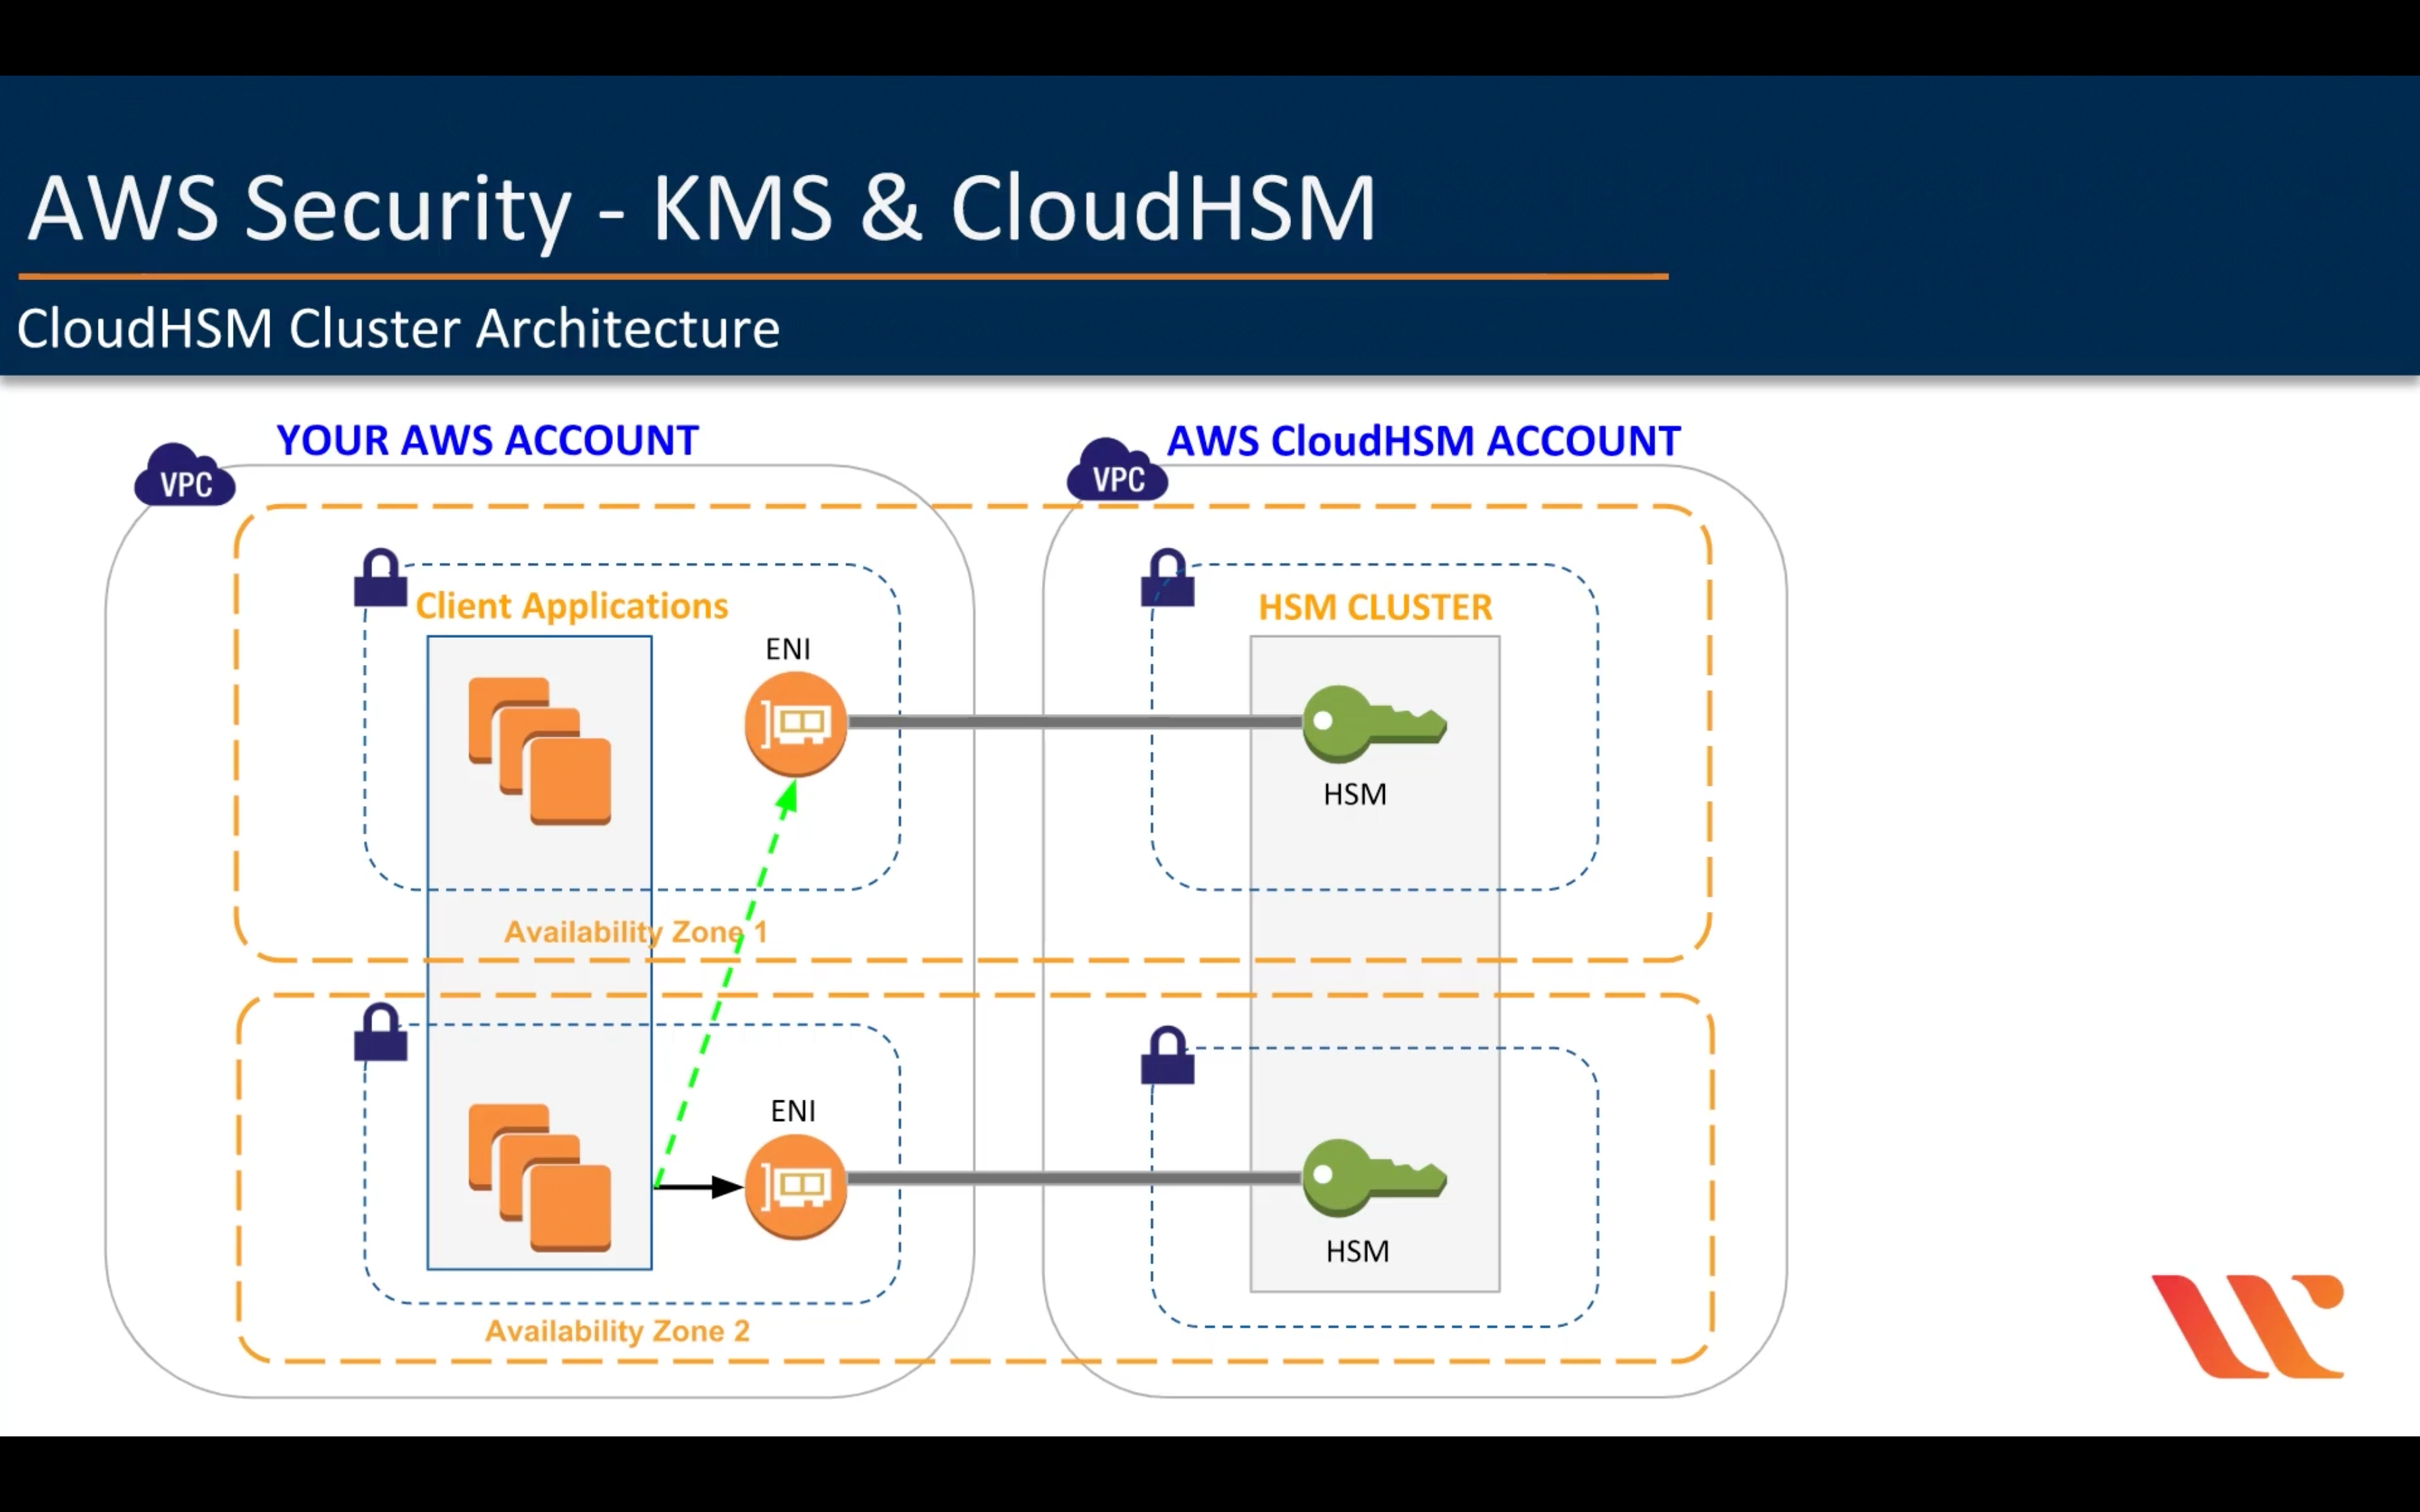 AWS Security - KMS & CloudHSM
CloudHSM Cluster Architecture
YOUR AWS ACCOUNT
AWS CloudHSM ACCOUNT
VPC
VPC
Client Applications
HSM CLUSTER
ENI
HSM
Availability Zone 1
ENI
HSM
Availability Zone 2